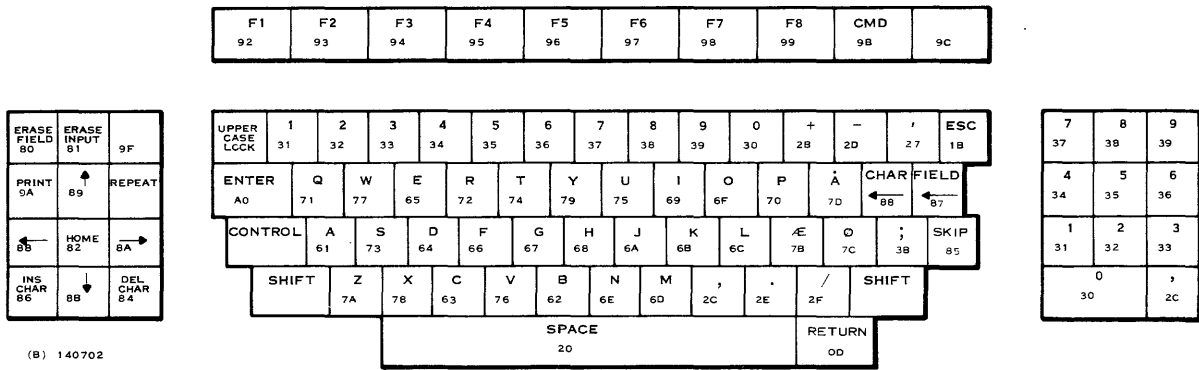 F1 F2 F3 F4 F5 F6 F7 F8 CMD
92 93 94 95 96 97 98 99 9B 9C
ERASE FIELD 80
ERASE INPUT 81
9F
PRINT 9A
↑ 89
REPEAT
← 88
HOME 82
→ 8A
INS CHAR 86
8B ↓
DEL CHAR 84
UPPER CASE LOCK
1 2 3 4 5 6 7 8 9 0 + − ' ESC
31 32 33 34 35 36 37 38 39 30 2B 2D 27 1B
ENTER Q W E R T Y U I O P Å CHAR FIELD
A0 71 77 65 72 74 79 75 69 6F 70 7D ← 88 ← 87
CONTROL A S D F G H J K L Æ Ø ; SKIP
61 73 64 66 67 68 6A 6B 6C 7B 7C 3B 85
SHIFT Z X C V B N M , . / SHIFT
7A 78 63 76 62 6E 6D 2C 2E 2F
SPACE RETURN
20 0D
7 8 9
37 38 39
4 5 6
34 35 36
1 2 3
31 32 33
0 ,
30 2C
(B) 140702